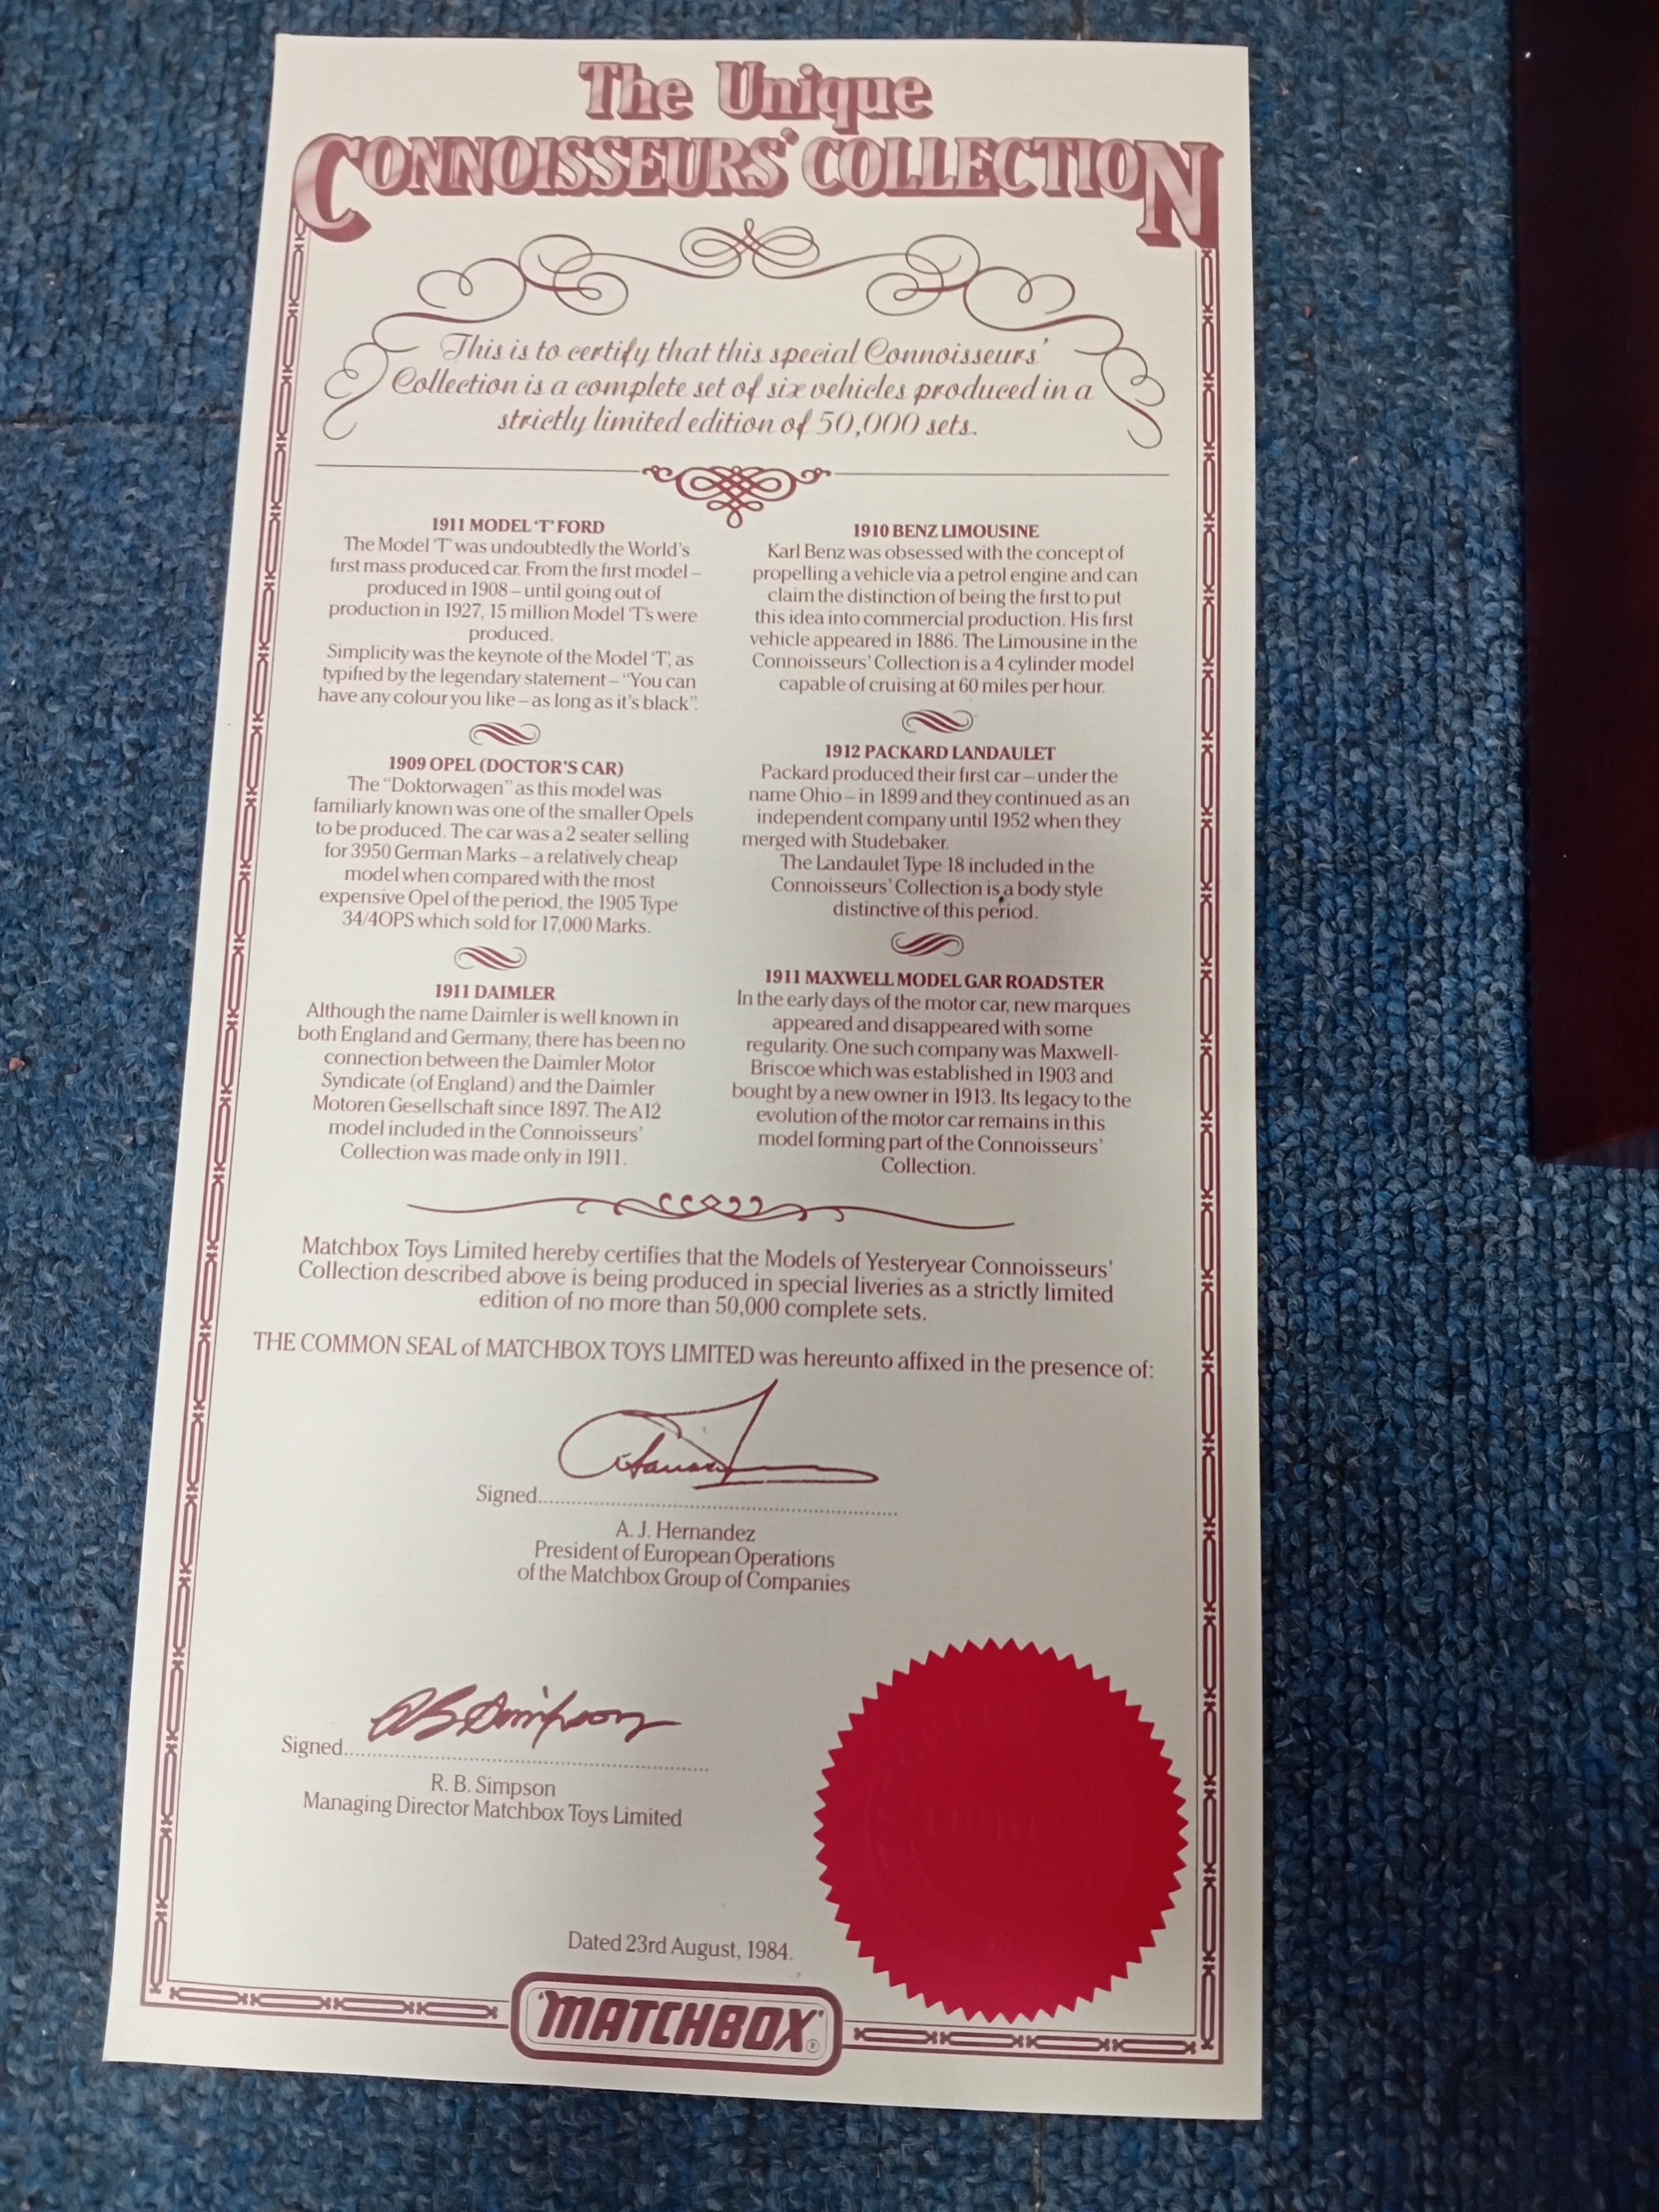 The Unique
CONNOISSEURS' COLLECTION
This is to certify that this special Connoisseurs'
Collection is a complete set of six vehicles produced in a
strictly limited edition of 50,000 sets.
1911 MODEL 'T' FORD
The Model 'T' was undoubtedly the World's
first mass produced car. From the first model –
produced in 1908 – until going out of
production in 1927, 15 million Model 'T's were
produced.
Simplicity was the keynote of the Model 'T', as
typified by the legendary statement – "You can
have any colour you like – as long as it's black".
1909 OPEL (DOCTOR'S CAR)
The "Doktorwagen" as this model was
familiarly known was one of the smaller Opels
to be produced. The car was a 2 seater selling
for 3950 German Marks – a relatively cheap
model when compared with the most
expensive Opel of the period, the 1905 Type
34/4OPS which sold for 17,000 Marks.
1911 DAIMLER
Although the name Daimler is well known in
both England and Germany, there has been no
connection between the Daimler Motor
Syndicate (of England) and the Daimler
Motoren Gesellschaft since 1897. The A12
model included in the Connoisseurs'
Collection was made only in 1911.
1910 BENZ LIMOUSINE
Karl Benz was obsessed with the concept of
propelling a vehicle via a petrol engine and can
claim the distinction of being the first to put
this idea into commercial production. His first
vehicle appeared in 1886. The Limousine in the
Connoisseurs' Collection is a 4 cylinder model
capable of cruising at 60 miles per hour.
1912 PACKARD LANDAULET
Packard produced their first car – under the
name Ohio – in 1899 and they continued as an
independent company until 1952 when they
merged with Studebaker.
The Landaulet Type 18 included in the
Connoisseurs' Collection is a body style
distinctive of this period.
1911 MAXWELL MODEL GAR ROADSTER
In the early days of the motor car, new marques
appeared and disappeared with some
regularity. One such company was Maxwell-
Briscoe which was established in 1903 and
bought by a new owner in 1913. Its legacy to the
evolution of the motor car remains in this
model forming part of the Connoisseurs'
Collection.
Matchbox Toys Limited hereby certifies that the Models of Yesteryear Connoisseurs'
Collection described above is being produced in special liveries as a strictly limited
edition of no more than 50,000 complete sets.
THE COMMON SEAL of MATCHBOX TOYS LIMITED was hereunto affixed in the presence of:
Signed
A. J. Hernandez
President of European Operations
of the Matchbox Group of Companies
RB Simpson
Signed
R. B. Simpson
Managing Director Matchbox Toys Limited
Dated 23rd August, 1984.
"MATCHBOX"®